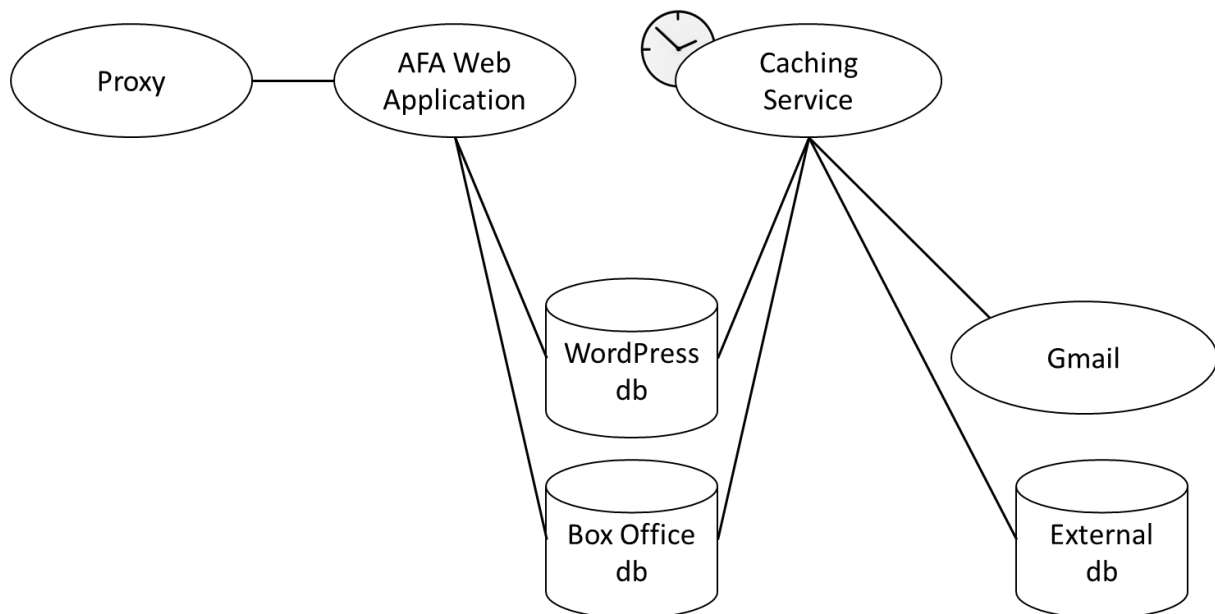 Proxy
AFA Web
Application
Caching
Service
WordPress
db
Gmail
Box Office
db
External
db